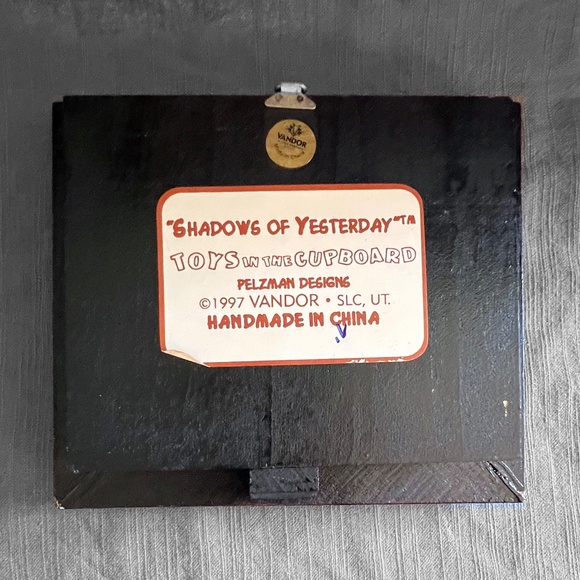 VANDOR
"SHADOWS OF YESTERDAY"™
TOYS IN THE CUPBOARD
PELZMAN DESIGNS
©1997 VANDOR • SLC, UT.
HANDMADE IN CHINA